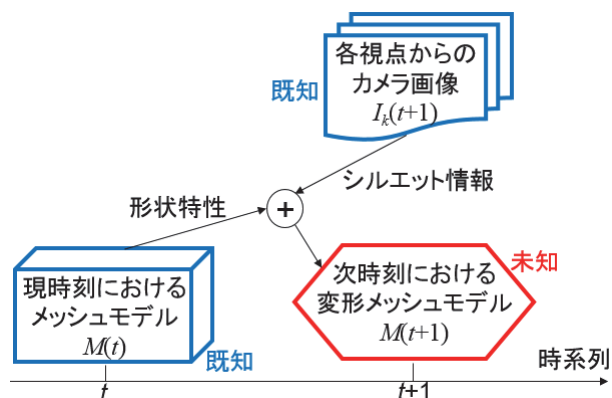 各視点からの
カメラ画像
Ik(t+1)
既知
シルエット情報
形状特性
+
現時刻における
メッシュモデル
M(t)
既知
次時刻における
変形メッシュモデル
M(t+1)
未知
時系列
t
t+1